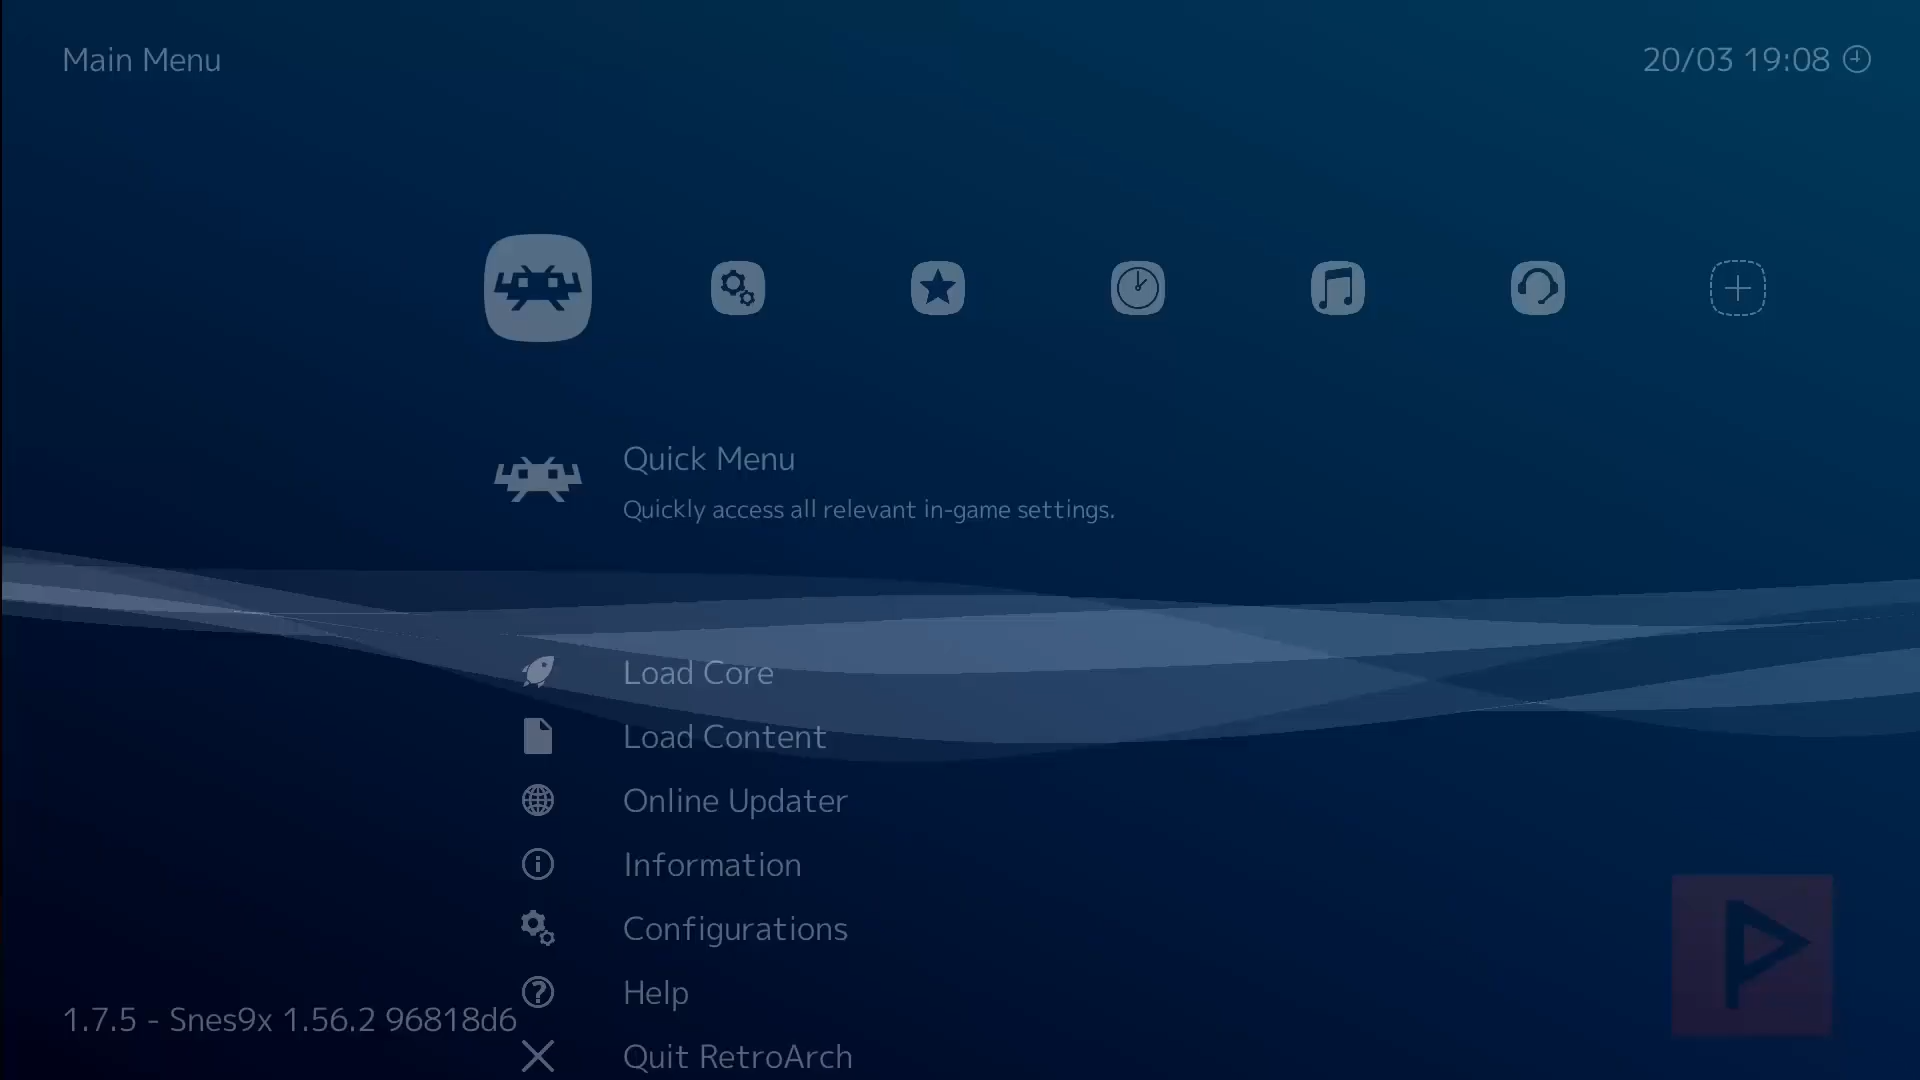 Main Menu
20/03 19:08
Quick Menu
Quickly access all relevant in-game settings.
Load Core
Load Content
Online Updater
Information
Configurations
Help
1.7.5 - Snes9x 1.56.2 96818d6
Quit RetroArch